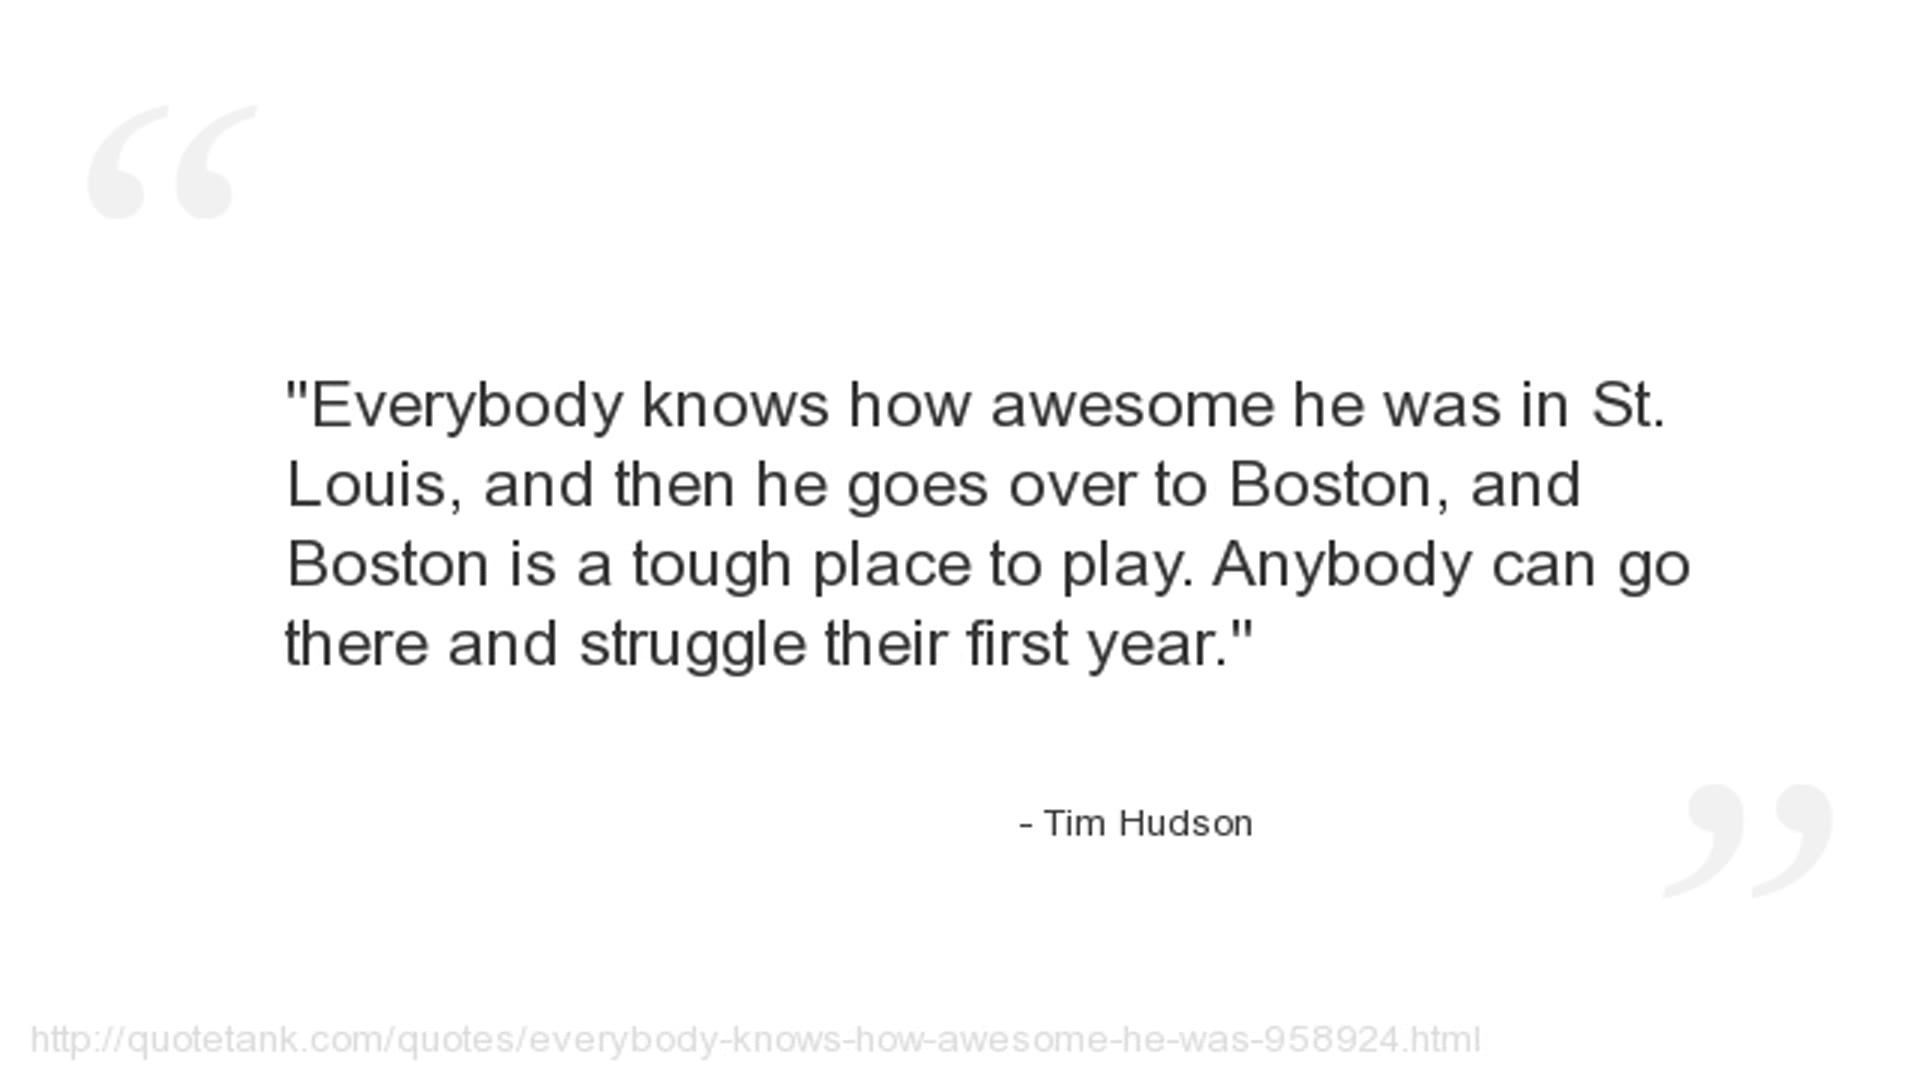 "Everybody knows how awesome he was in St.
Louis, and then he goes over to Boston, and
Boston is a tough place to play. Anybody can go
there and struggle their first year."
- Tim Hudson
http://quotetank.com/quotes/everybody-knows-how-awesome-he-was-958924.html